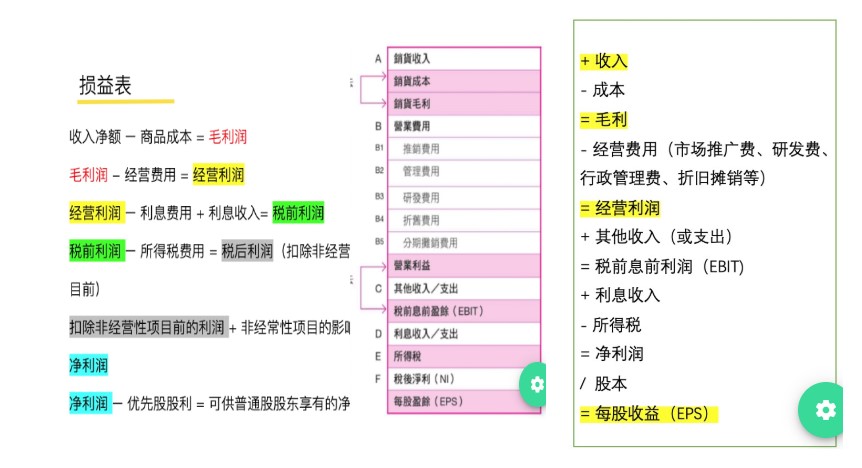 损益表
收入净额 － 商品成本 = 毛利润
毛利润 － 经营费用 = 经营利润
经营利润 － 利息费用 + 利息收入= 税前利润
税前利润 － 所得税费用 = 税后利润（扣除非经营
目前）
扣除非经营性项目前的利润 + 非经常性项目的影
净利润
净利润 － 优先股股利 = 可供普通股股东享有的净
A 銷貨收入
銷貨成本
銷貨毛利
B 營業費用
B1 推銷費用
B2 管理費用
B3 研發費用
B4 折舊費用
B5 分期攤銷費用
營業利益
C 其他收入／支出
稅前息前盈餘（EBIT）
D 利息收入／支出
E 所得稅
F 稅後淨利（NI）
每股盈餘（EPS）
+ 收入
- 成本
= 毛利
- 经营费用（市场推广费、研发费、
行政管理费、折旧摊销等）
= 经营利润
+ 其他收入（或支出）
= 税前息前利润（EBIT)
+ 利息收入
- 所得税
= 净利润
/ 股本
= 每股收益（EPS）